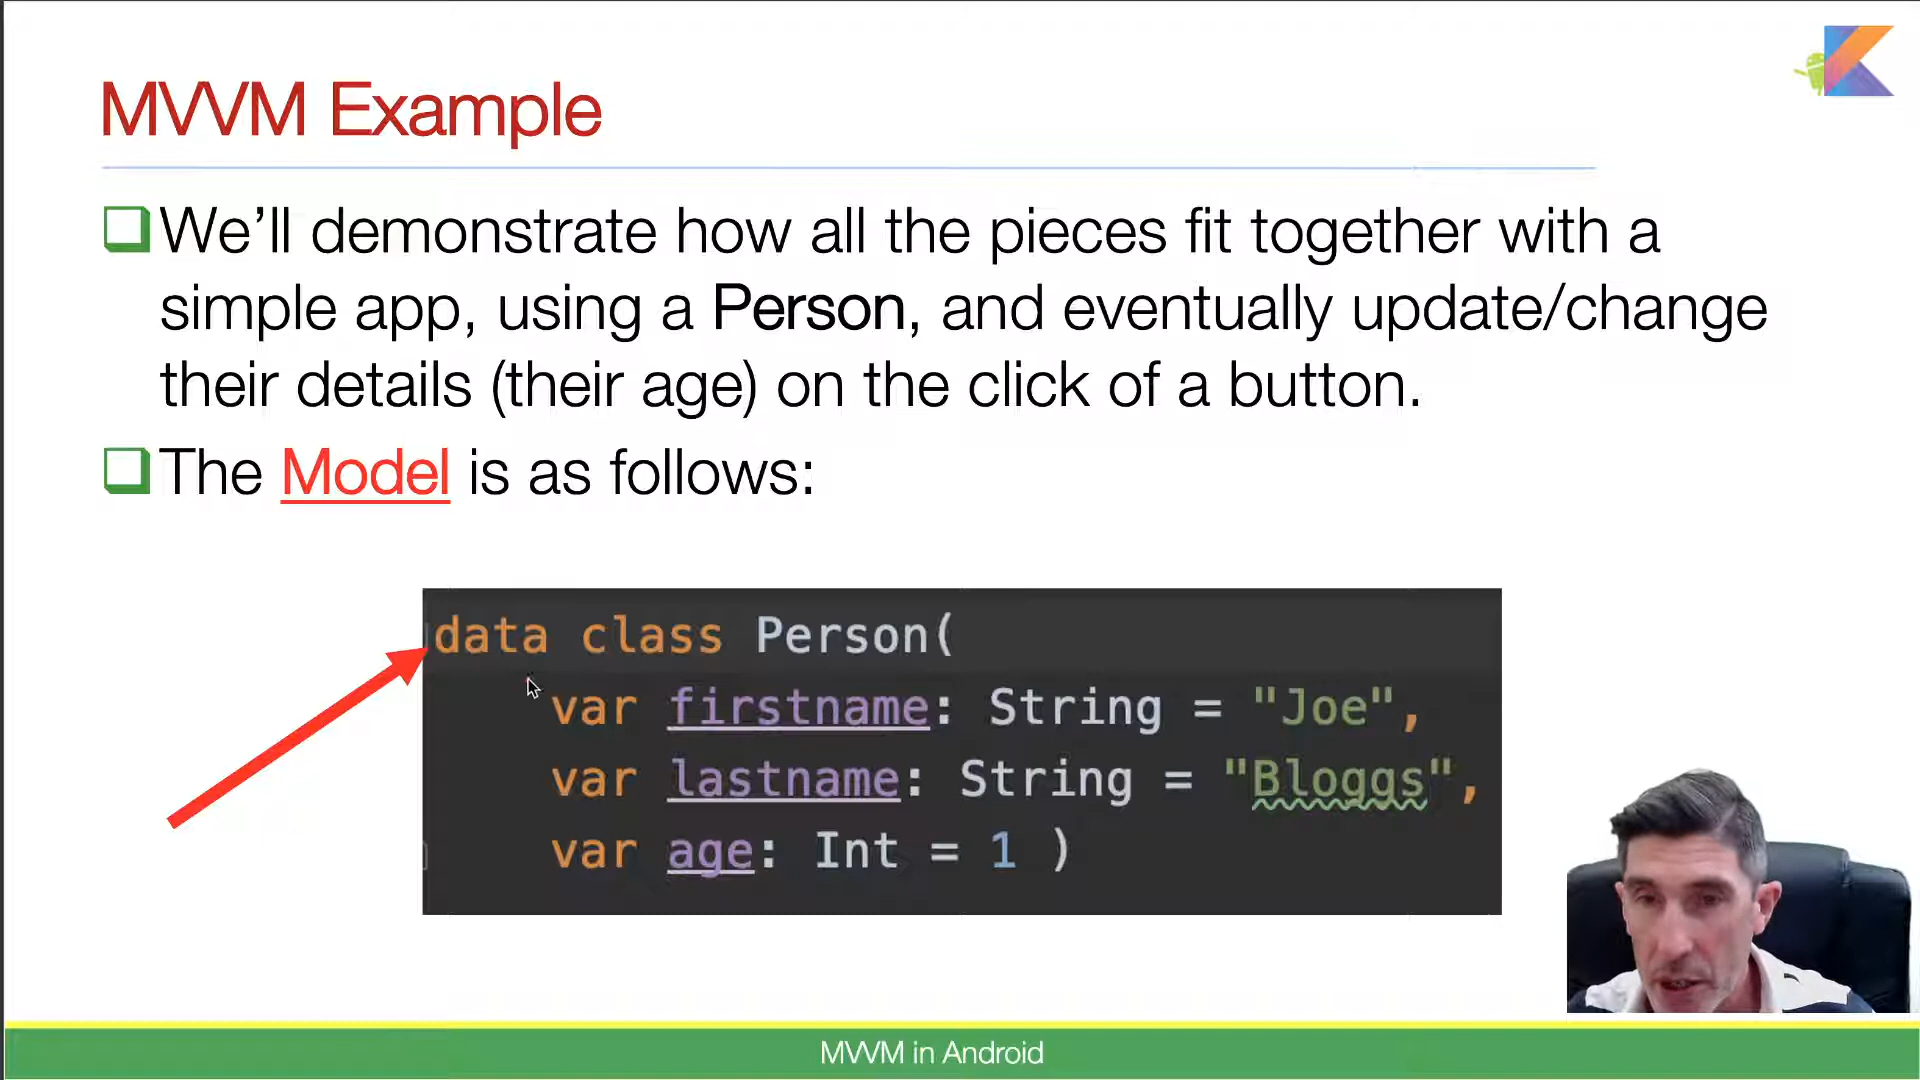 MVVM Example
We’ll demonstrate how all the pieces fit together with a
simple app, using a Person, and eventually update/change
their details (their age) on the click of a button.
The Model is as follows:
data class Person(
var firstname: String = "Joe",
var lastname: String = "Bloggs",
var age: Int = 1 )
MVVM in Android